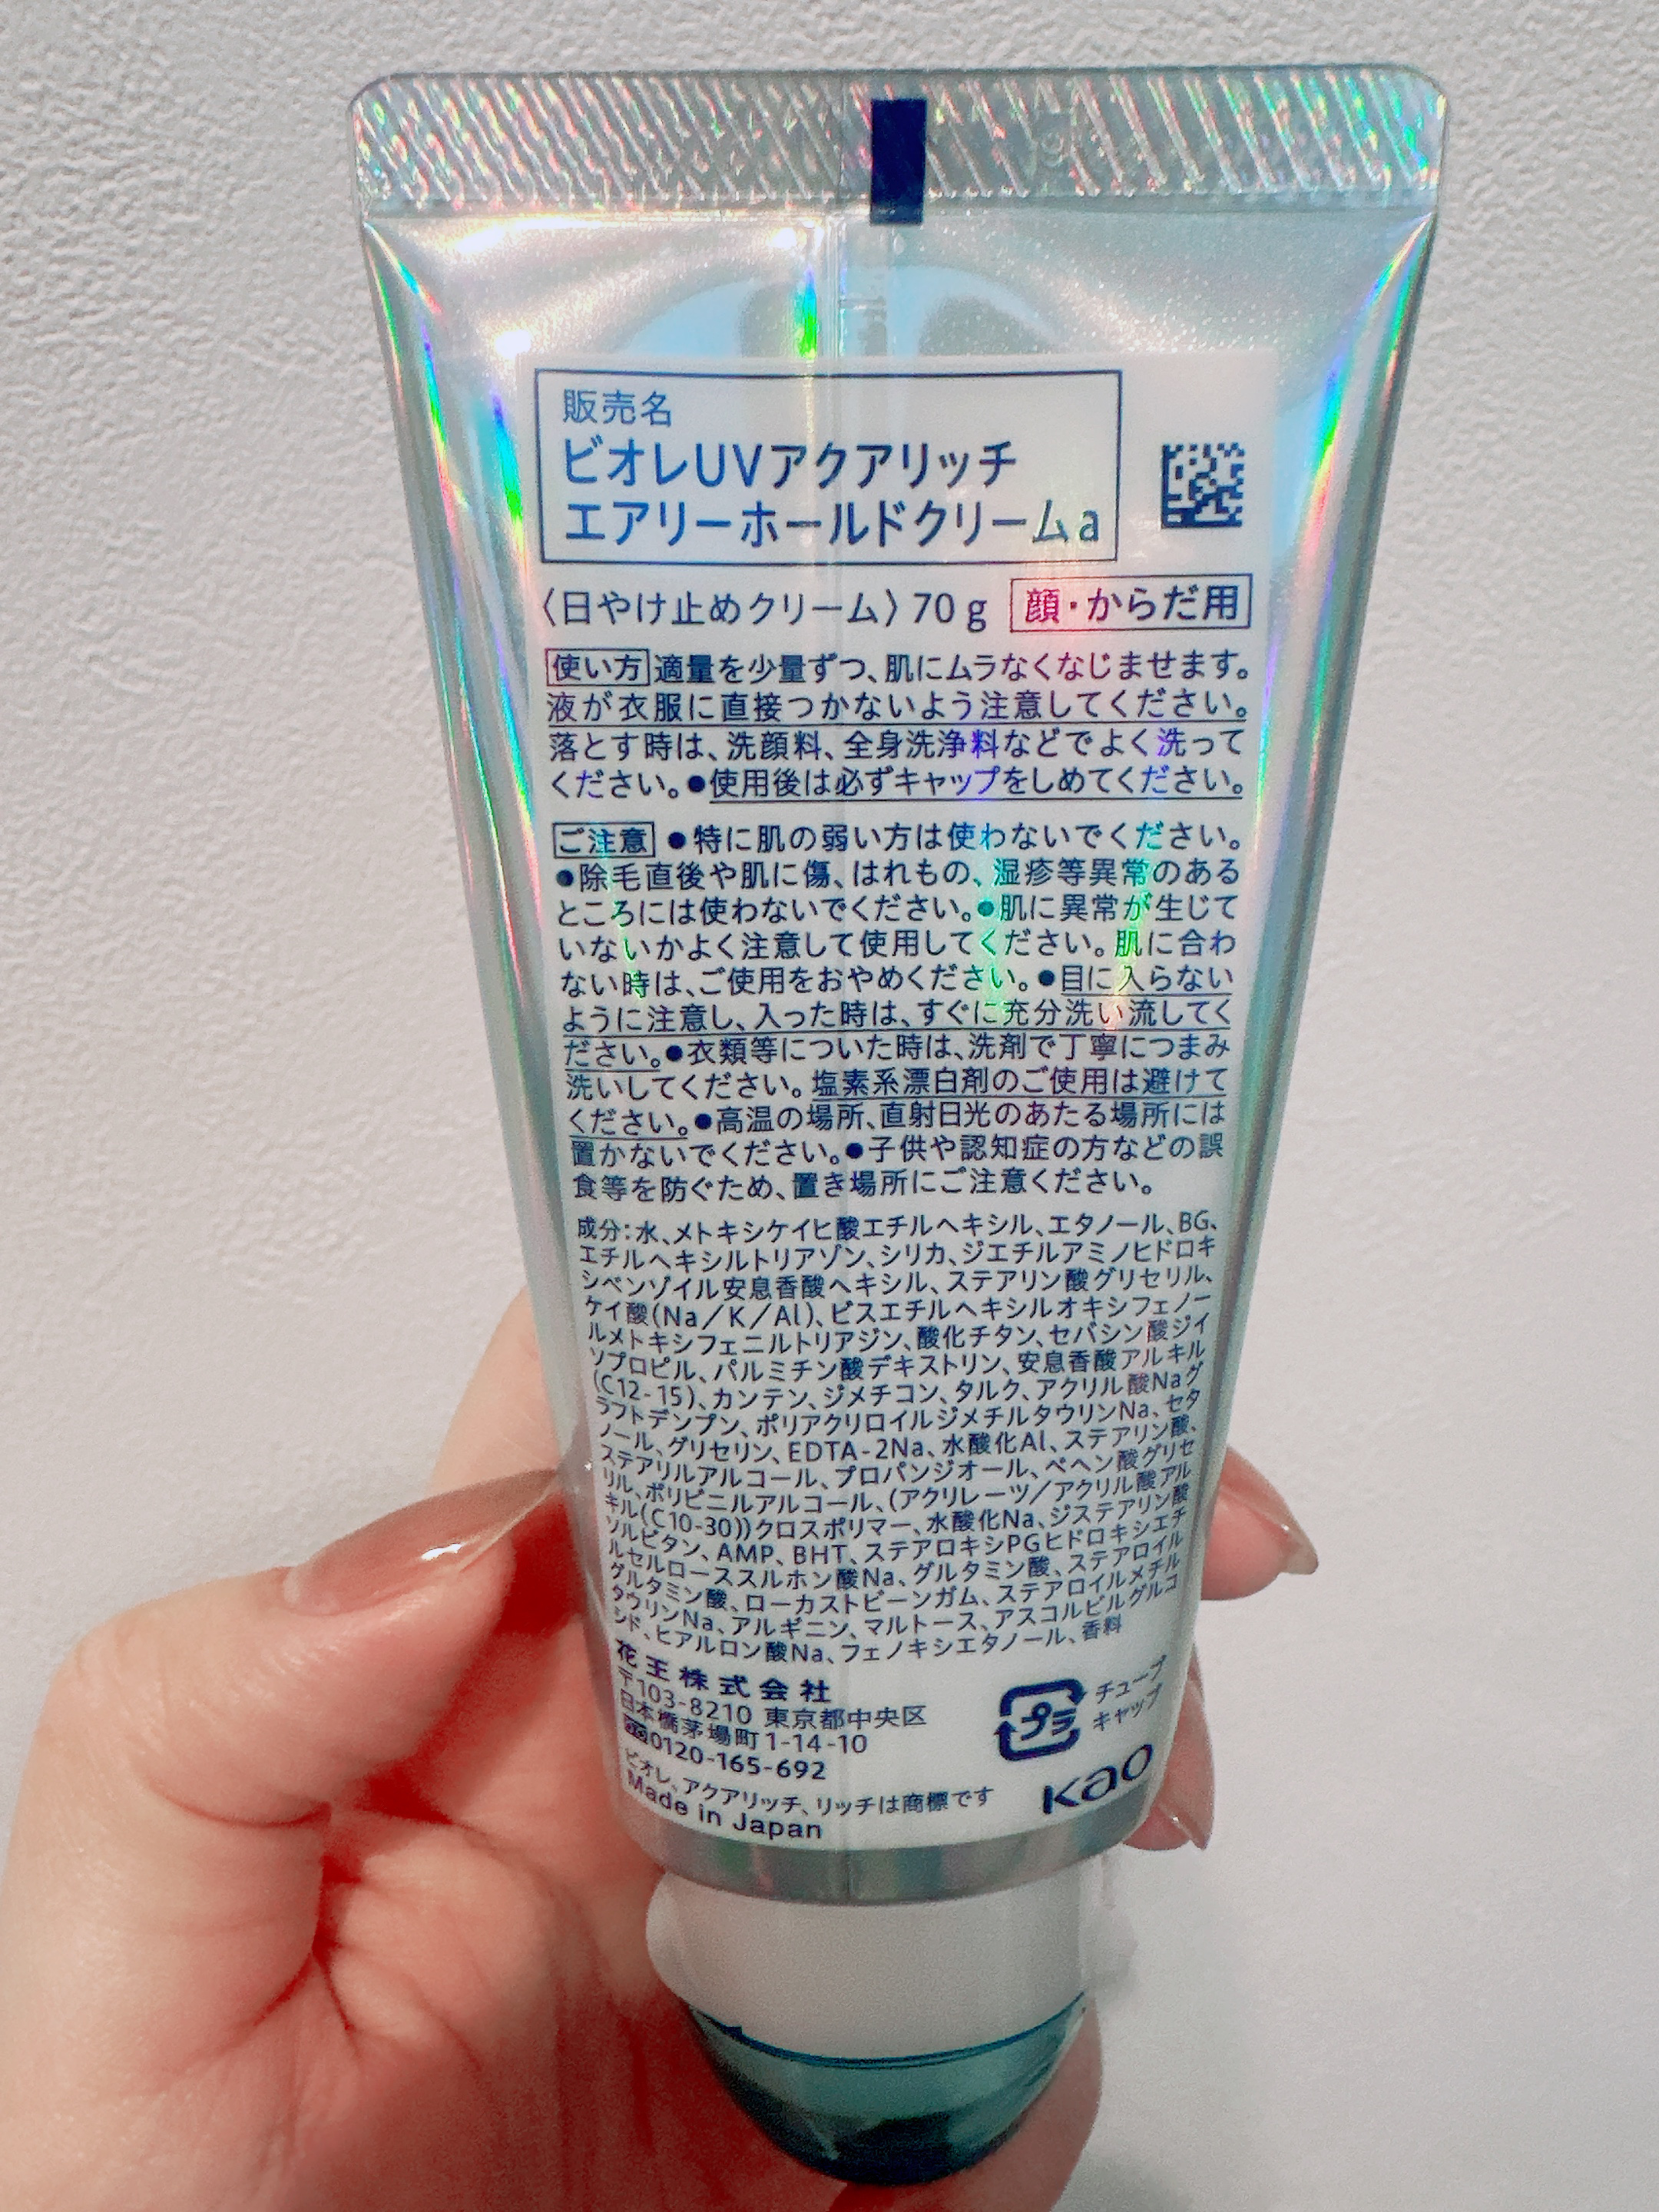 販売名
ビオレUVアクアリッチ
エアリーホールドクリームa
〈日やけ止めクリーム〉70g 顔・からだ用
使い方 適量を少量ずつ、肌にムラなくなじませます。
液が衣服に直接つかないよう注意してください。
落とす時は、洗顔料、全身洗浄料などでよく洗って
ください。●使用後は必ずキャップをしめてください。
ご注意 ●特に肌の弱い方は使わないでください。
●除毛直後や肌に傷、はれもの、湿疹等異常のある
ところには使わないでください。●肌に異常が生じて
いないかよく注意して使用してください。肌に合わ
ない時は、ご使用をおやめください。●目に入らない
ように注意し、入った時は、すぐに充分洗い流してく
ださい。●衣類等についた時は、洗剤で丁寧につまみ
洗いしてください。塩素系漂白剤のご使用は避けて
ください。●高温の場所、直射日光のあたる場所には
置かないでください。●子供や認知症の方などの誤
食等を防ぐため、置き場所にご注意ください。
成分：水、メトキシケイヒ酸エチルヘキシル、エタノール、BG、
エチルヘキシルトリアゾン、シリカ、ジエチルアミノヒドロキ
シベンゾイル安息香酸ヘキシル、ステアリン酸グリセリル、
ケイ酸(Na／K／Al)、ビスエチルヘキシルオキシフェノー
ルメトキシフェニルトリアジン、酸化チタン、セバシン酸ジイ
ソプロピル、パルミチン酸デキストリン、安息香酸アルキル
(C12-15)、カンテン、ジメチコン、タルク、アクリル酸Naグ
ラフトデンプン、ポリアクリロイルジメチルタウリンNa、セタ
ノール、グリセリン、EDTA-2Na、水酸化Al、ステアリン酸、
ステアリルアルコール、プロパンジオール、ベヘン酸グリセ
リル、ポリビニルアルコール、(アクリレーツ／アクリル酸アル
キル(C10-30))クロスポリマー、水酸化Na、ジステアリン酸
ソルビタン、AMP、BHT、ステアロキシPGヒドロキシエチ
ルセルローススルホン酸Na、グルタミン酸、ステアロイル
グルタミン酸、ローカストビーンガム、ステアロイルメチル
タウリンNa、アルギニン、マルトース、アスコルビルグルコ
シド、ヒアルロン酸Na、フェノキシエタノール、香料
花王株式会社
〒103-8210 東京都中央区
日本橋茅場町1-14-10
0120-165-692
ビオレ、アクアリッチ、リッチは商標です
Made in Japan
プラ
チューブ
キャップ
Kao